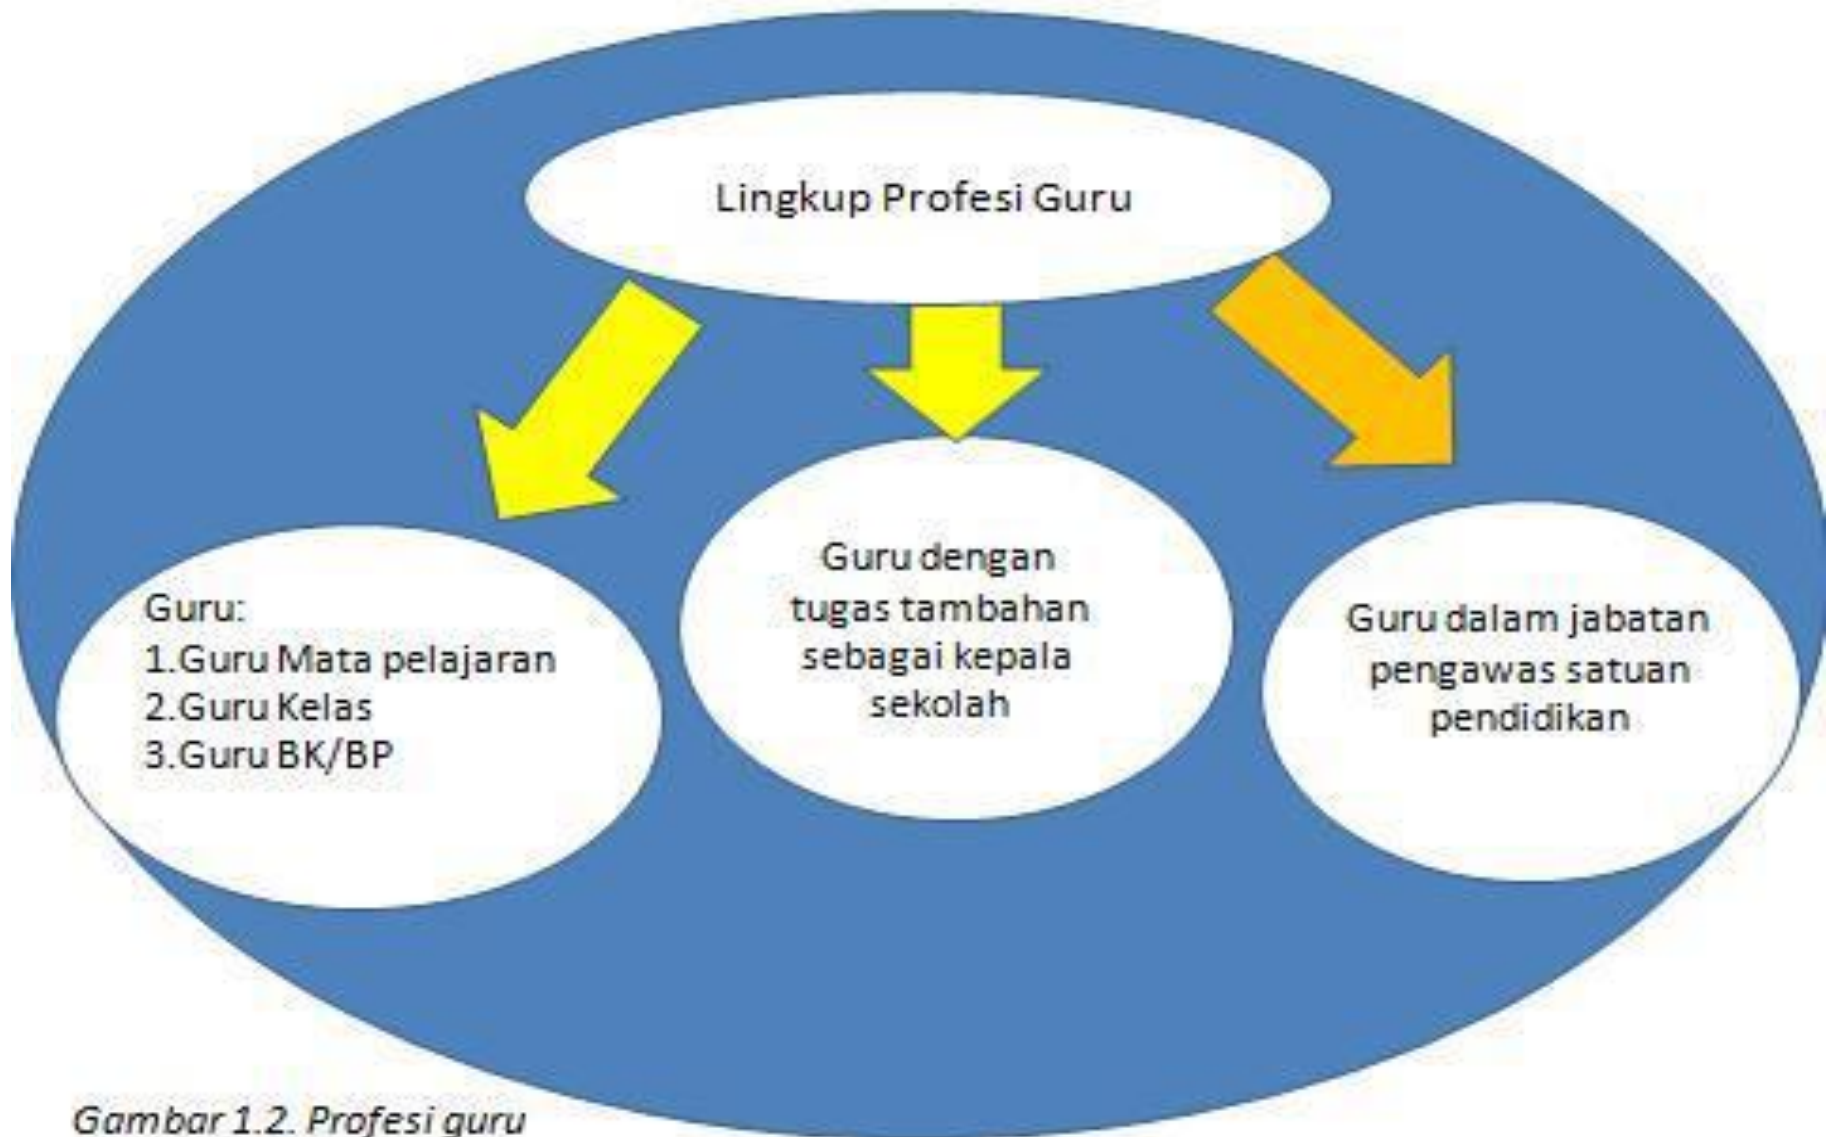 Lingkup Profesi Guru
Guru:
1.Guru Mata pelajaran
2.Guru Kelas
3.Guru BK/BP
Guru dengan
tugas tambahan
sebagai kepala
sekolah
Guru dalam jabatan
pengawas satuan
pendidikan
Gambar 1.2. Profesi guru